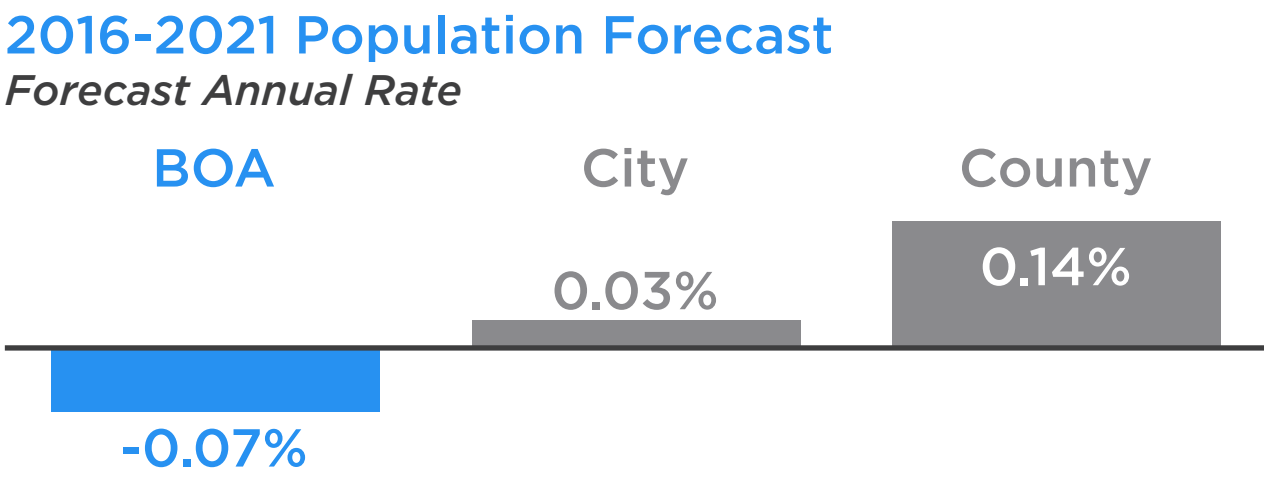 2016-2021 Population Forecast
Forecast Annual Rate
BOA City County
0.03% 0.14%
-0.07%